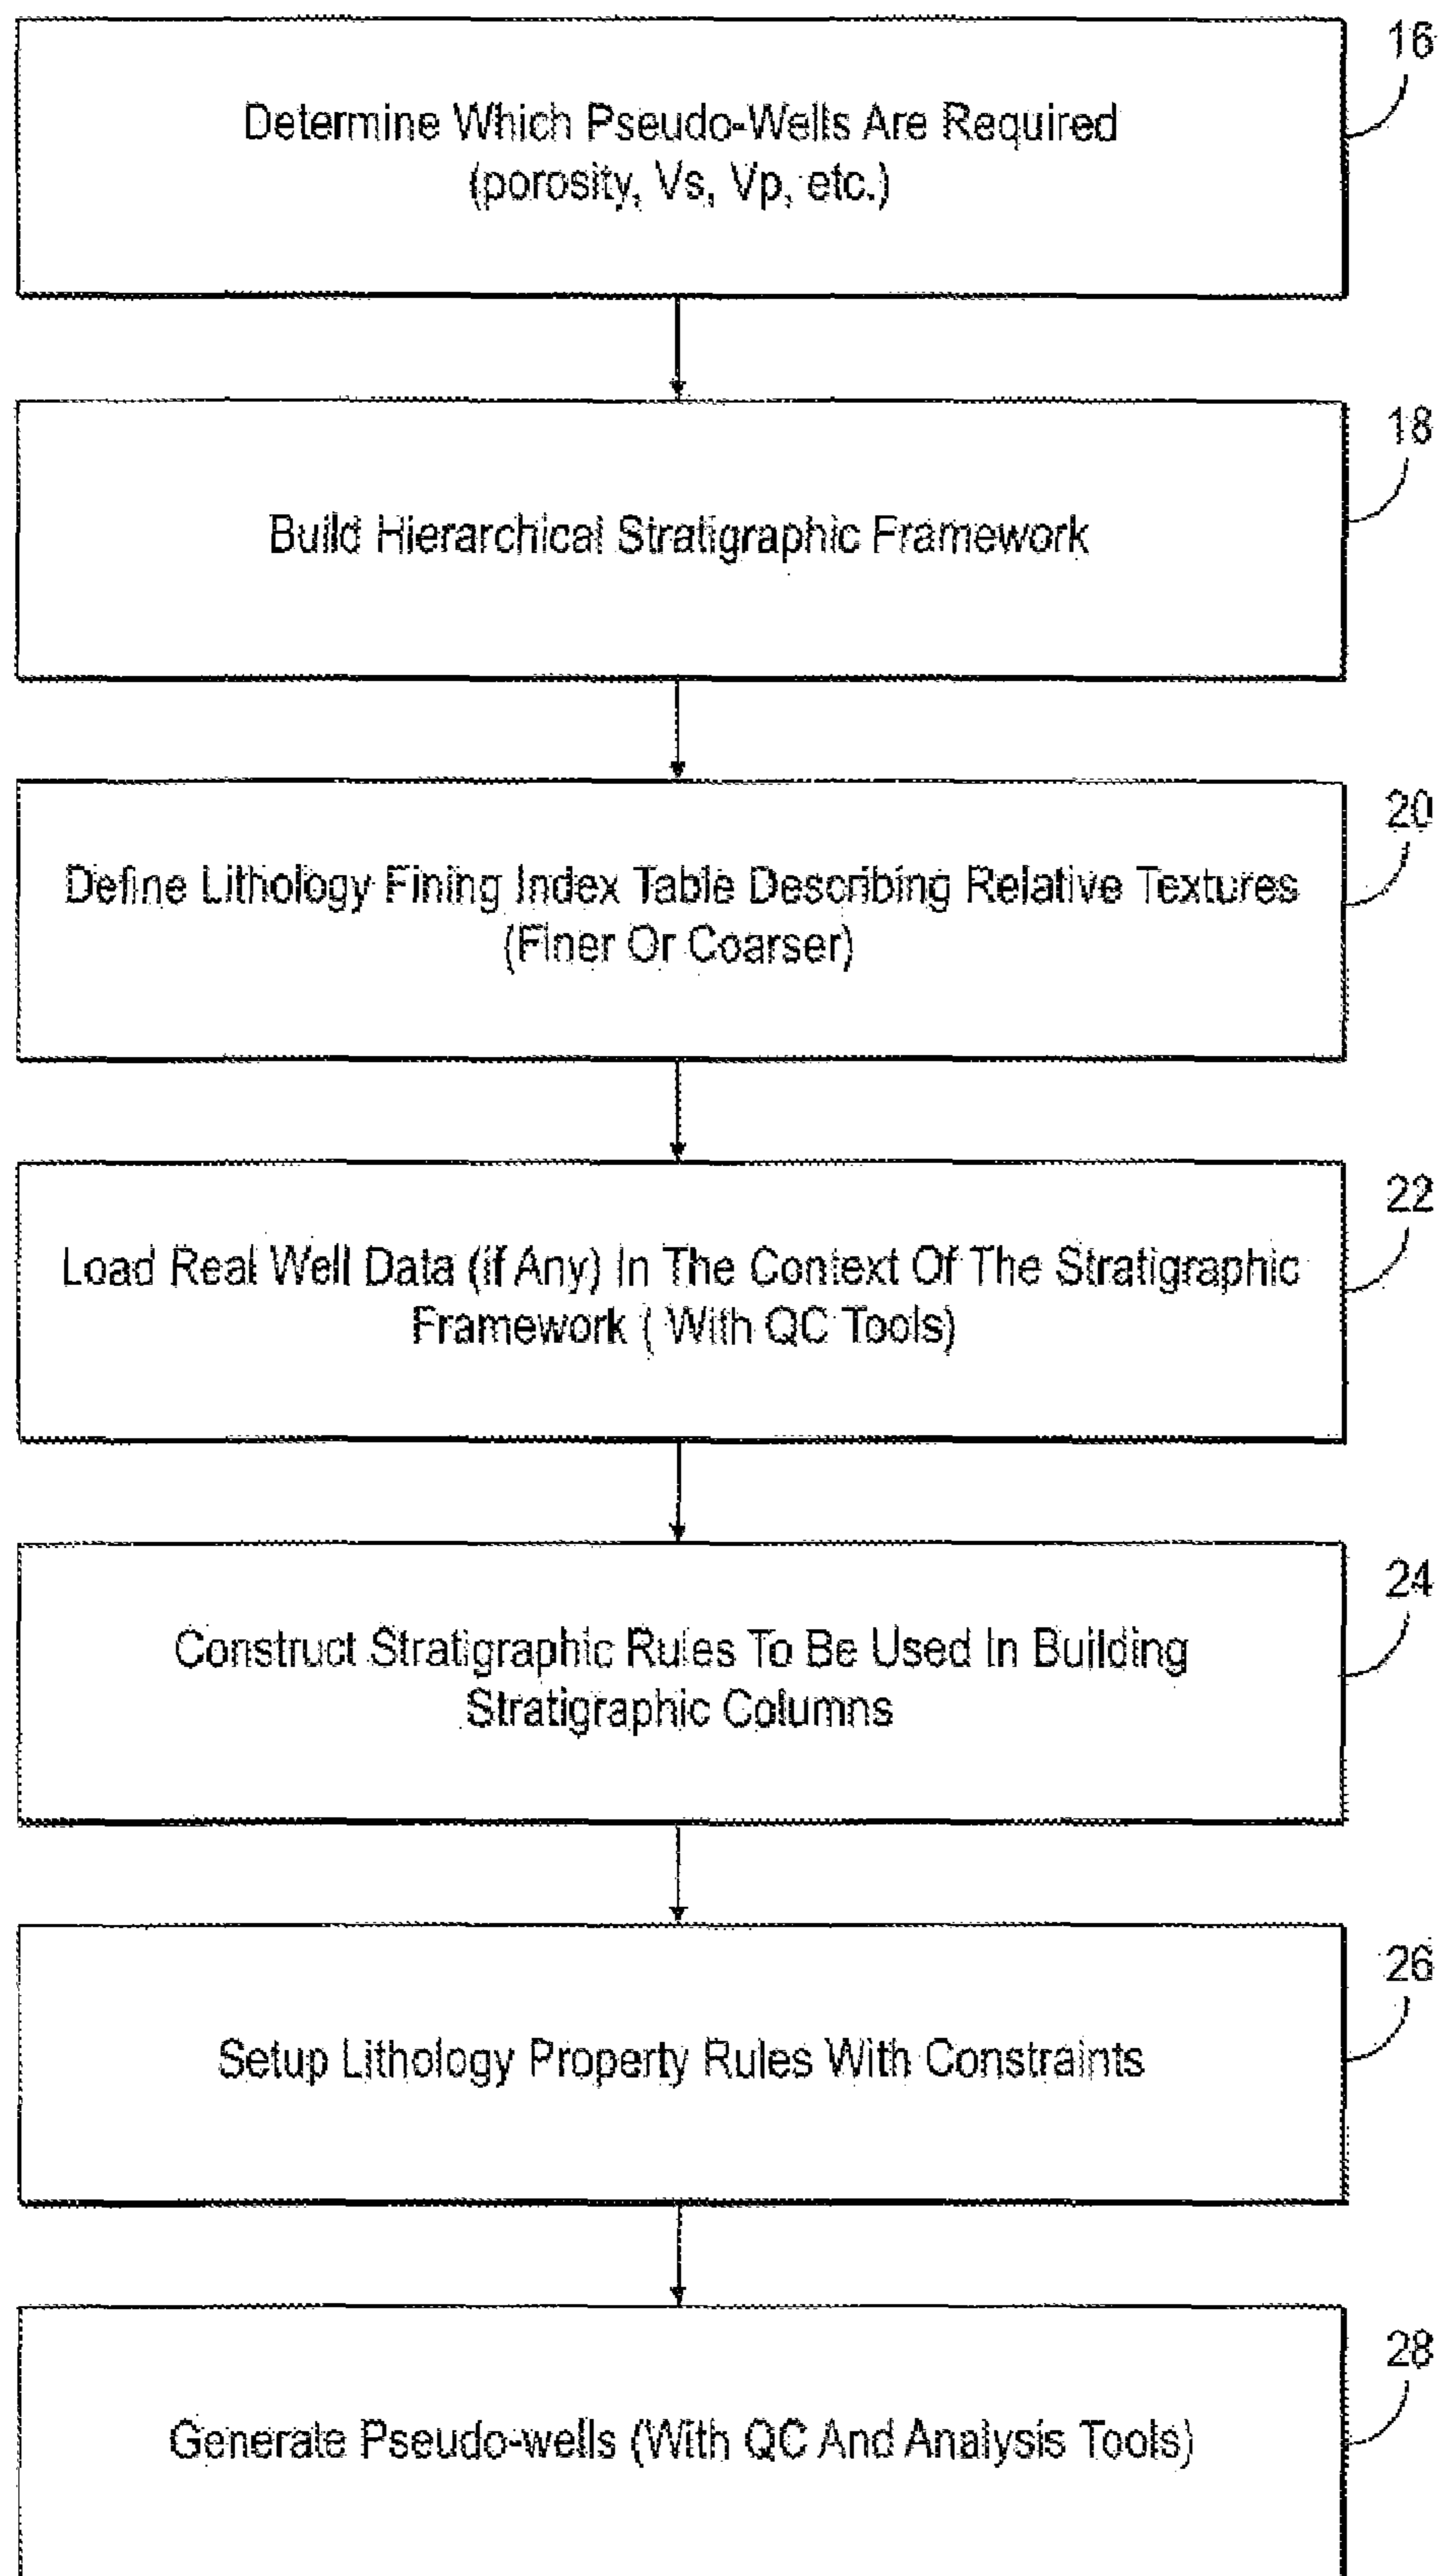 16
Determine Which Pseudo-Wells Are Required
(porosity, Vs, Vp, etc.)
18
Build Hierarchical Stratigraphic Framework
20
Define Lithology Fining Index Table Describing Relative Textures
(Finer Or Coarser)
22
Load Real Well Data (if Any) In The Context Of The Stratigraphic
Framework ( With QC Tools)
24
Construct Stratigraphic Rules To Be Used In Building
Stratigraphic Columns
26
Setup Lithology Property Rules With Constraints
28
Generate Pseudo-wells (With QC And Analysis Tools)